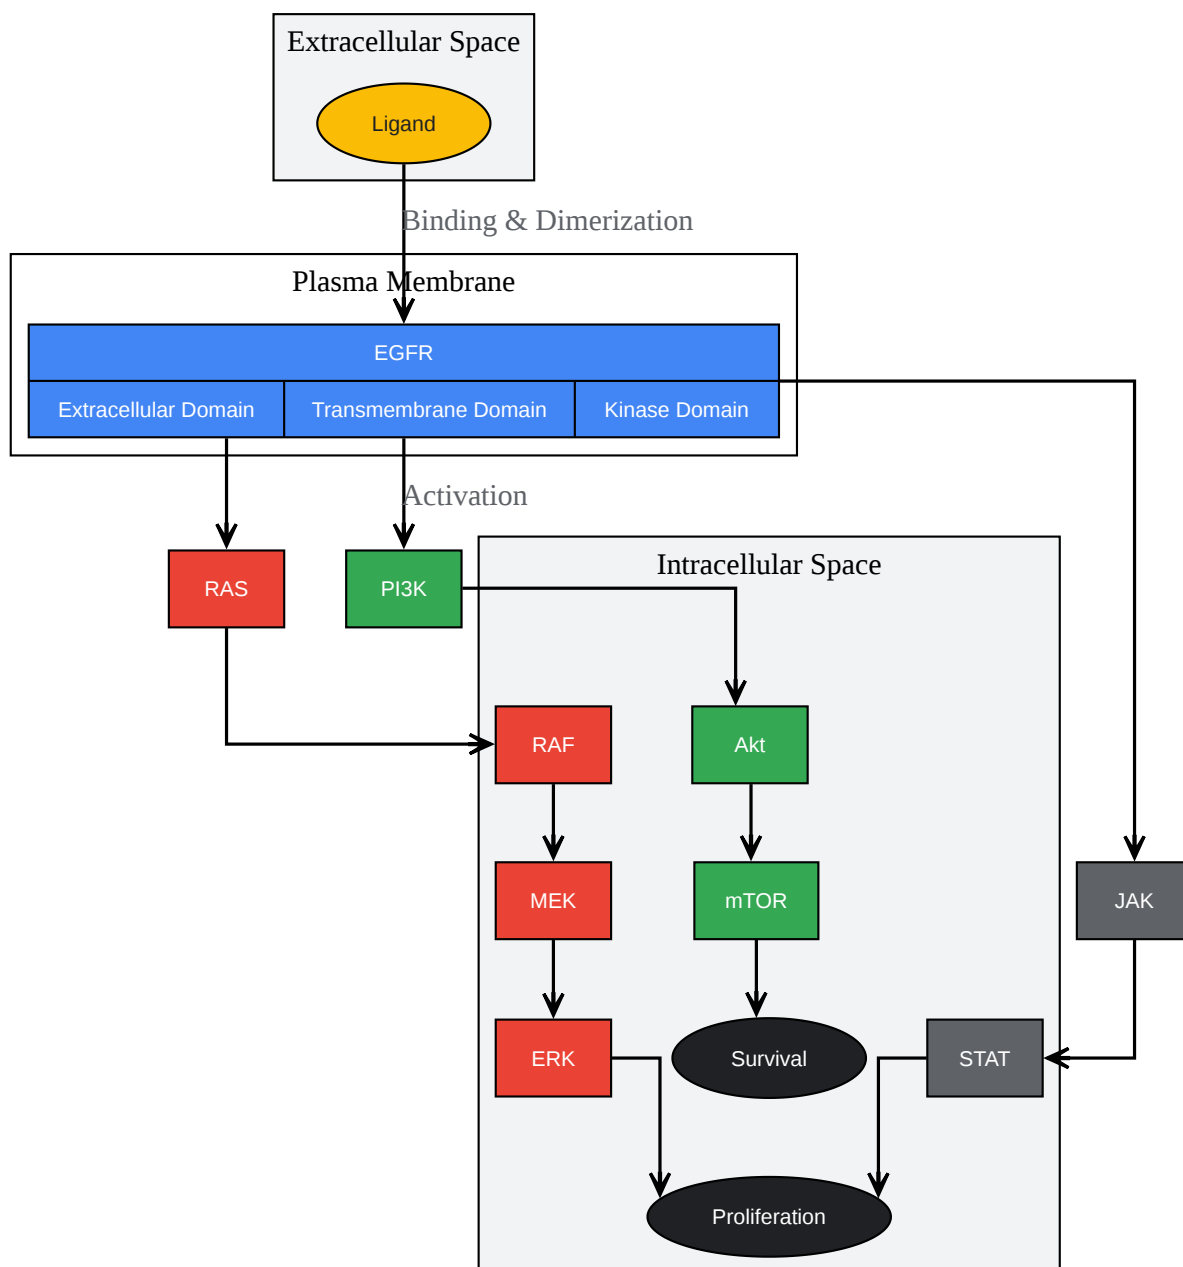 Extracellular Space
Ligand
Binding & Dimerization
Plasma Membrane
EGFR
Extracellular Domain
Transmembrane Domain
Kinase Domain
Activation
Intracellular Space
RAS
PI3K
RAF
Akt
MEK
mTOR
JAK
ERK
Survival
STAT
Proliferation